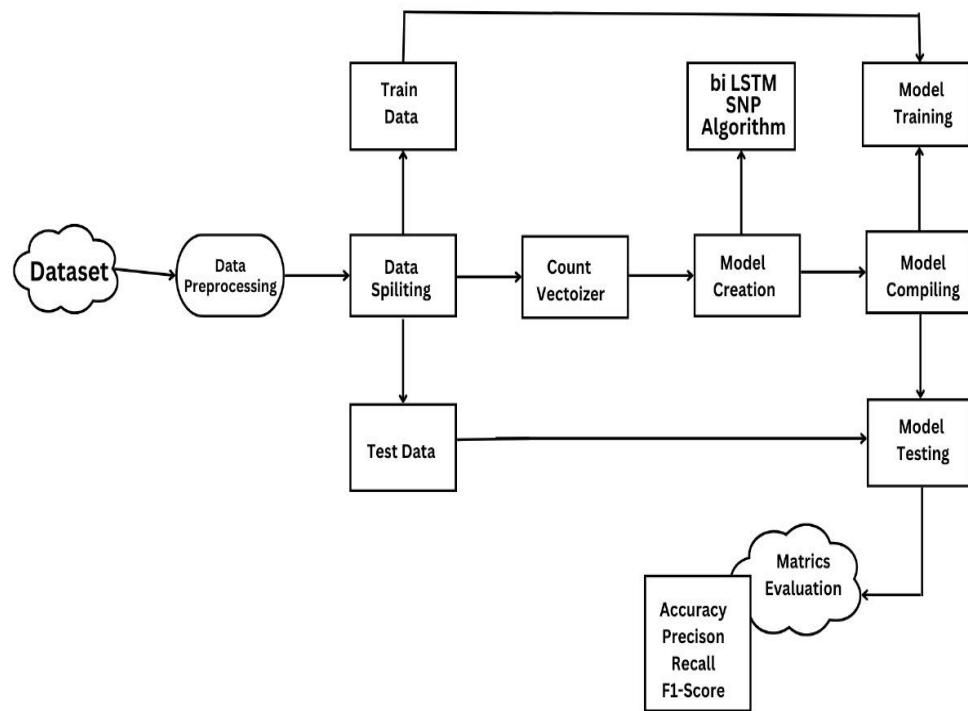 Train
Data
bi LSTM
SNP
Algorithm
Model
Training
Dataset
Data
Preprocessing
Data
Spiliting
Count
Vectoizer
Model
Creation
Model
Compiling
Test Data
Model
Testing
Matrics
Evaluation
Accuracy
Precison
Recall
F1-Score